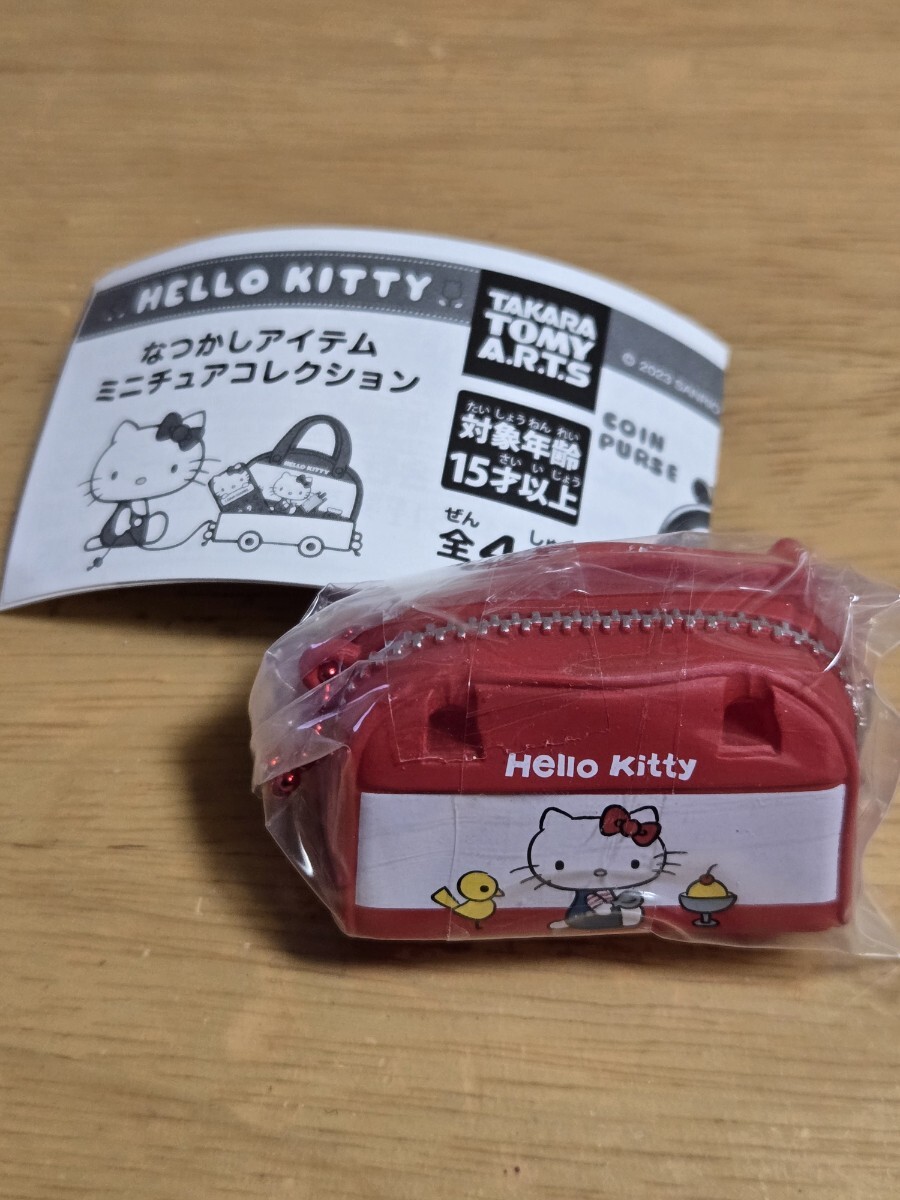 HELLO KITTY
なつかしアイテム
ミニチュアコレクション
HELLO KITTY
TAKARA
TOMY
A.R.T.S
たいしょうねんれい
対象年齢
さいいじょう
15才以上
ぜん
全4
© 2023 SANRIO
COIN
PURSE
Hello Kitty